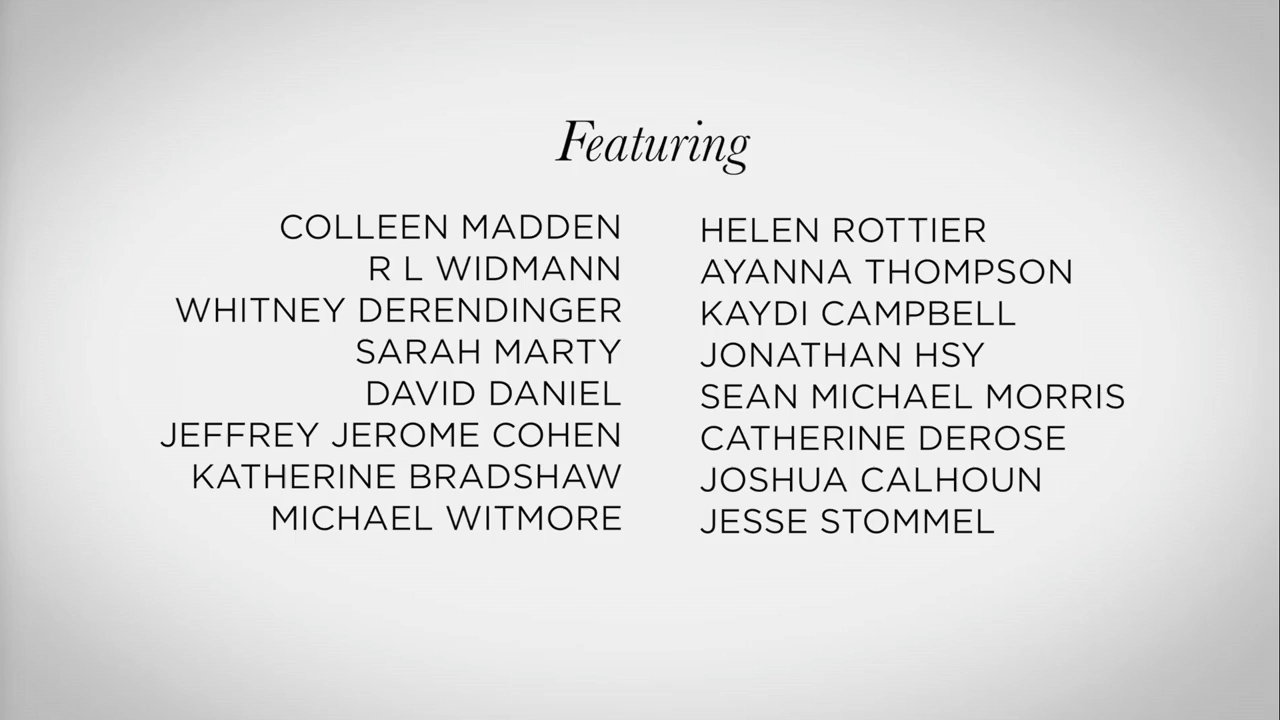 Featuring
COLLEEN MADDEN
R L WIDMANN
WHITNEY DERENDINGER
SARAH MARTY
DAVID DANIEL
JEFFREY JEROME COHEN
KATHERINE BRADSHAW
MICHAEL WITMORE
HELEN ROTTIER
AYANNA THOMPSON
KAYDI CAMPBELL
JONATHAN HSY
SEAN MICHAEL MORRIS
CATHERINE DEROSE
JOSHUA CALHOUN
JESSE STOMMEL